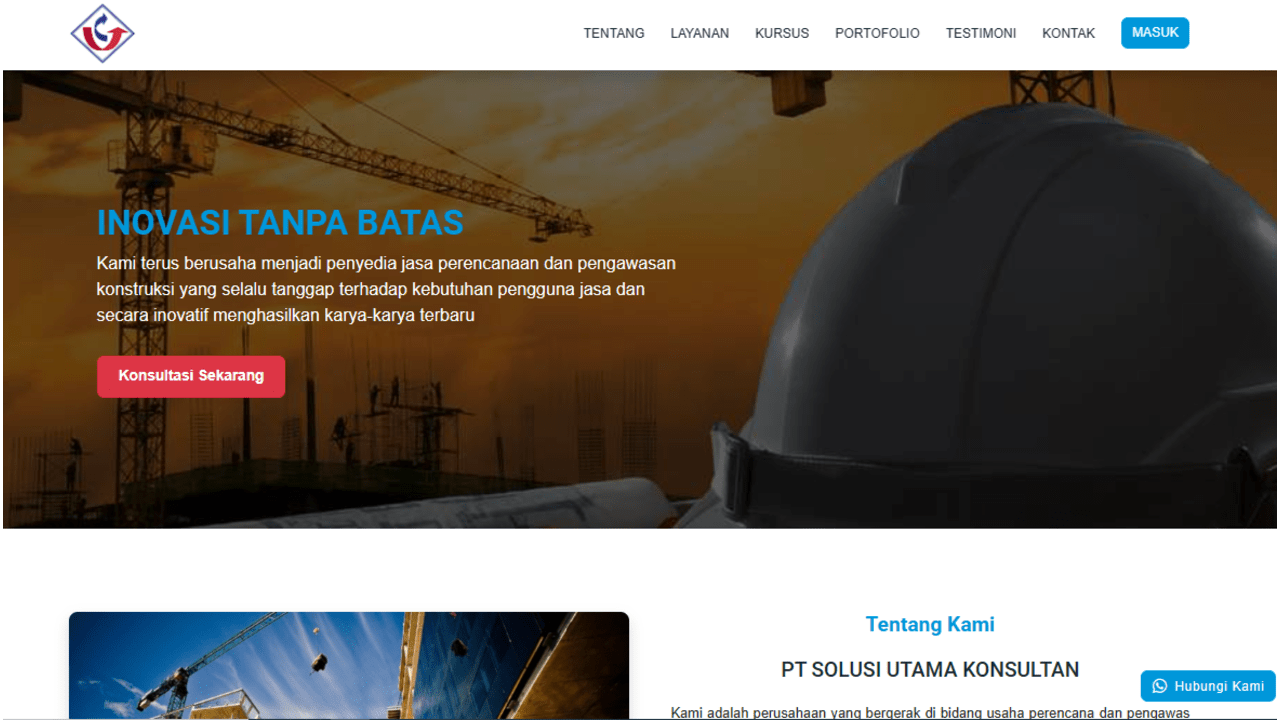 TENTANG LAYANAN KURSUS PORTOFOLIO TESTIMONI KONTAK MASUK
INOVASI TANPA BATAS
Kami terus berusaha menjadi penyedia jasa perencanaan dan pengawasan
konstruksi yang selalu tanggap terhadap kebutuhan pengguna jasa dan
secara inovatif menghasilkan karya-karya terbaru
Konsultasi Sekarang
Tentang Kami
PT SOLUSI UTAMA KONSULTAN
Hubungi Kami
Kami adalah perusahaan yang bergerak di bidang usaha perencana dan pengawas